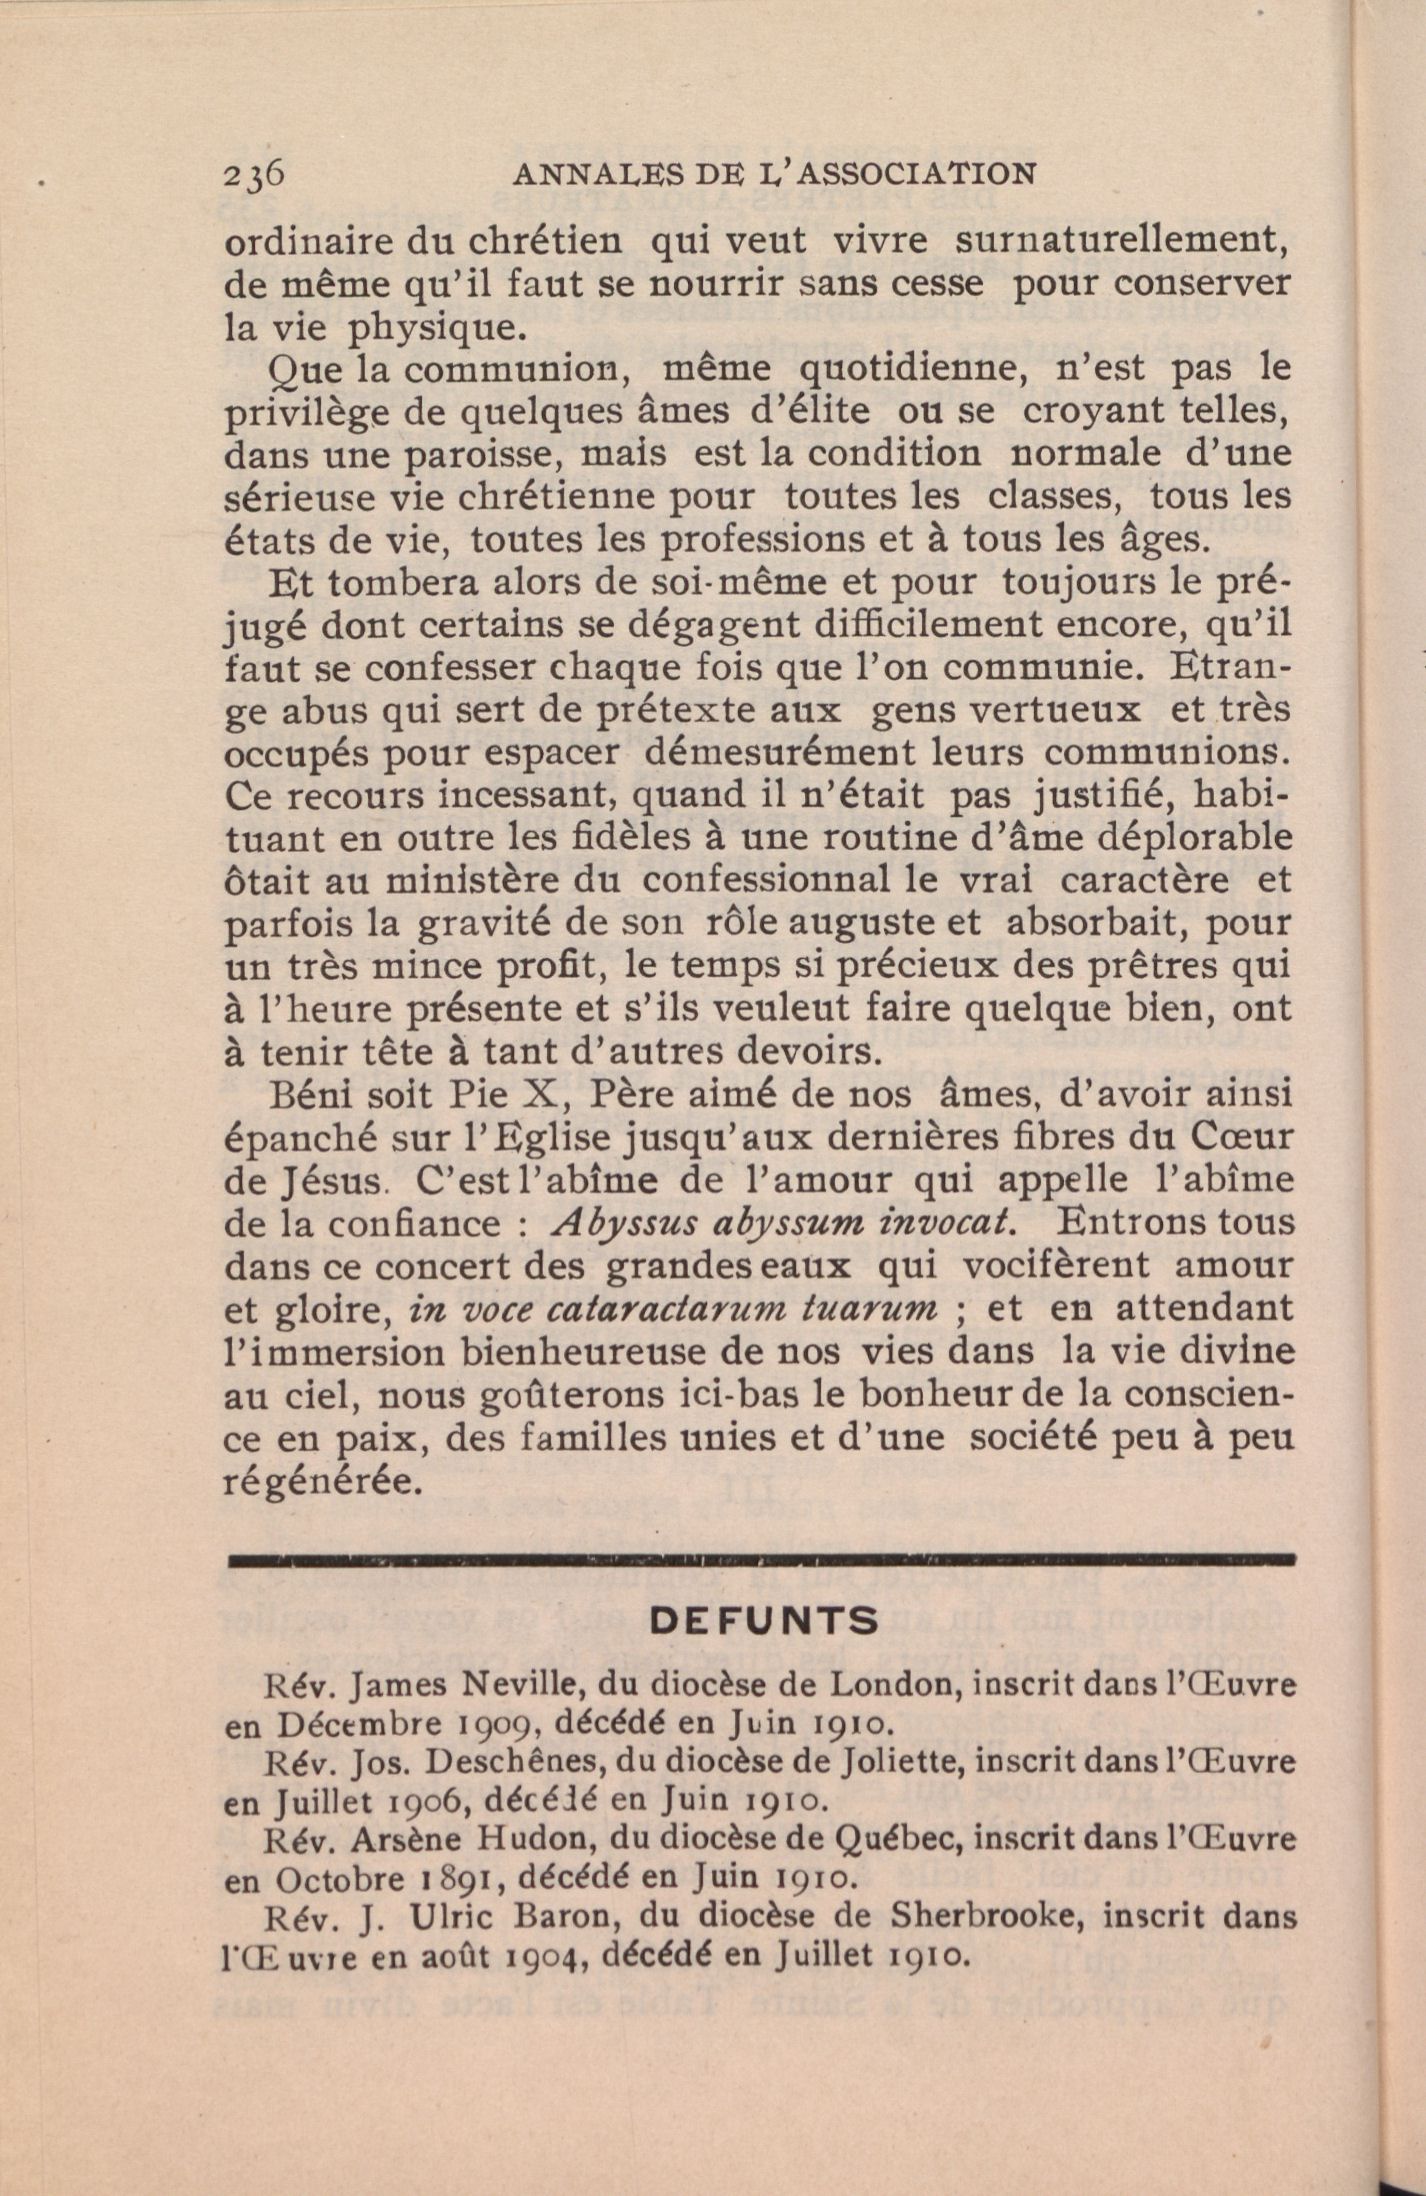 236 ANNALES DE L'ASSOCIATION
ordinaire du chrétien qui veut vivre surnaturellement,
de même qu'il faut se nourrir sans cesse pour conserver
la vie physique.
Que la communion, même quotidienne, n'est pas le
privilège de quelques âmes d'élite ou se croyant telles,
dans une paroisse, mais est la condition normale d'une
sérieuse vie chrétienne pour toutes les classes, tous les
états de vie, toutes les professions et à tous les âges.
Et tombera alors de soi-même et pour toujours le pré-
jugé dont certains se dégagent difficilement encore, qu'il
faut se confesser chaque fois que l'on communie. Etran-
ge abus qui sert de prétexte aux gens vertueux et très
occupés pour espacer démesurément leurs communions.
Ce recours incessant, quand il n'était pas justifié, habi-
tuant en outre les fidèles à une routine d'âme déplorable
ôtait au ministère du confessionnal le vrai caractère et
parfois la gravité de son rôle auguste et absorbait, pour
un très mince profit, le temps si précieux des prêtres qui
à l'heure présente et s'ils veuleut faire quelque bien, ont
à tenir tête à tant d'autres devoirs.
Béni soit Pie X, Père aimé de nos âmes, d'avoir ainsi
épanché sur l'Eglise jusqu'aux dernières fibres du Cœur
de Jésus. C'est l'abîme de l'amour qui appelle l'abîme
de la confiance : Abyssus abyssum invocat. Entrons tous
dans ce concert des grandes eaux qui vocifèrent amour
et gloire, in voce cataractarum tuarum ; et en attendant
l'immersion bienheureuse de nos vies dans la vie divine
au ciel, nous goûterons ici-bas le bonheur de la conscien-
ce en paix, des familles unies et d'une société peu à peu
régénérée.
DEFUNTS
Rév. James Neville, du diocèse de London, inscrit dans l'Œuvre
en Décembre 1909, décédé en Juin 1910.
Rév. Jos. Deschênes, du diocèse de Joliette, inscrit dans l'Œuvre
en Juillet 1906, décédé en Juin 1910.
Rév. Arsène Hudon, du diocèse de Québec, inscrit dans l'Œuvre
en Octobre 1891, décédé en Juin 1910.
Rév. J. Ulric Baron, du diocèse de Sherbrooke, inscrit dans
l'Œuvre en août 1904, décédé en Juillet 1910.